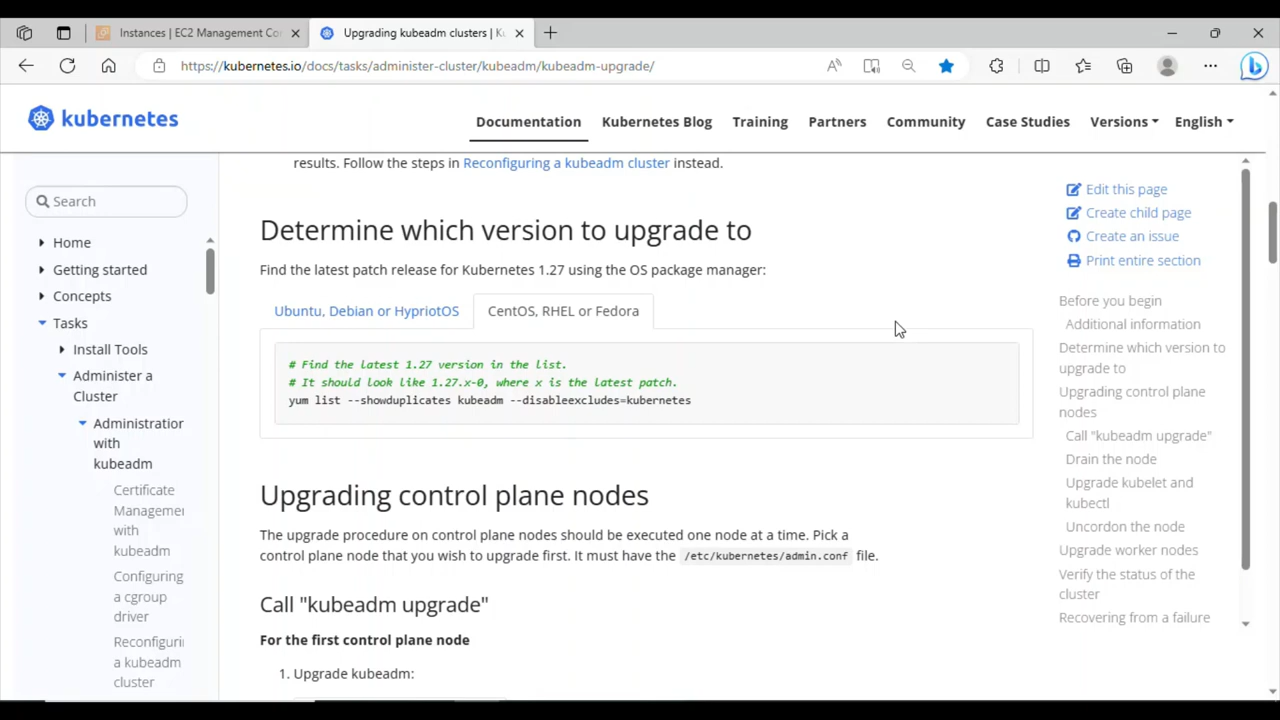 Instances | EC2 Management Co
Upgrading kubeadm clusters | Ku
https://kubernetes.io/docs/tasks/administer-cluster/kubeadm/kubeadm-upgrade/
kubernetes
Documentation
Kubernetes Blog
Training
Partners
Community
Case Studies
Versions
English
Search
Home
Getting started
Concepts
Tasks
Install Tools
Administer a
Cluster
Administration
with
kubeadm
Certificate
Managemen
with
kubeadm
Configuring
a cgroup
driver
Reconfiguri
a kubeadm
cluster
results. Follow the steps in Reconfiguring a kubeadm cluster instead.
Determine which version to upgrade to
Find the latest patch release for Kubernetes 1.27 using the OS package manager:
Ubuntu, Debian or HypriotOS
CentOS, RHEL or Fedora
# Find the latest 1.27 version in the list.
# It should look like 1.27.x-0, where x is the latest patch.
yum list --showduplicates kubeadm --disableexcludes=kubernetes
Upgrading control plane nodes
The upgrade procedure on control plane nodes should be executed one node at a time. Pick a
control plane node that you wish to upgrade first. It must have the /etc/kubernetes/admin.conf file.
Call "kubeadm upgrade"
For the first control plane node
1. Upgrade kubeadm:
Edit this page
Create child page
Create an issue
Print entire section
Before you begin
Additional information
Determine which version to
upgrade to
Upgrading control plane
nodes
Call "kubeadm upgrade"
Drain the node
Upgrade kubelet and
kubectl
Uncordon the node
Upgrade worker nodes
Verify the status of the
cluster
Recovering from a failure